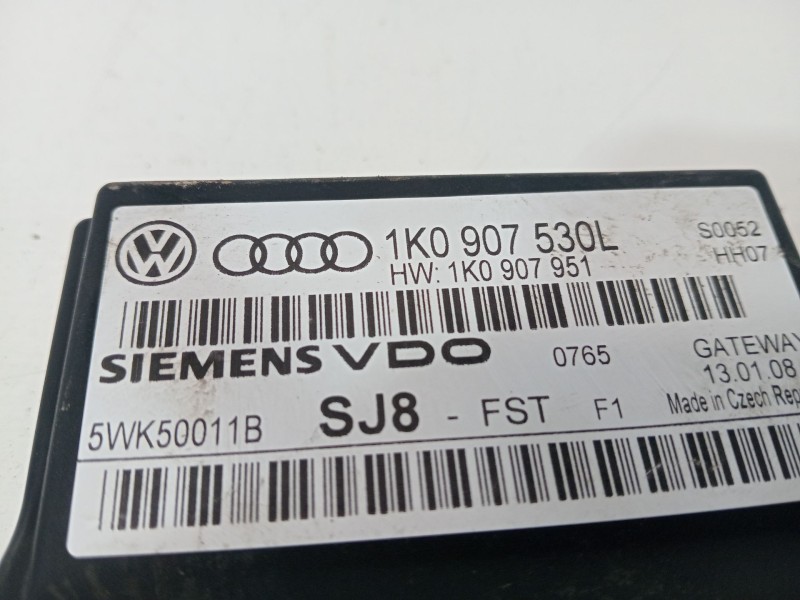 1K0 907 530L S0052
HW: 1K0 907 951 HH07
SIEMENS VDO 0765 GATEWAY
13.01.08
5WK50011B SJ8 - FST F1 Made in Czech Rep